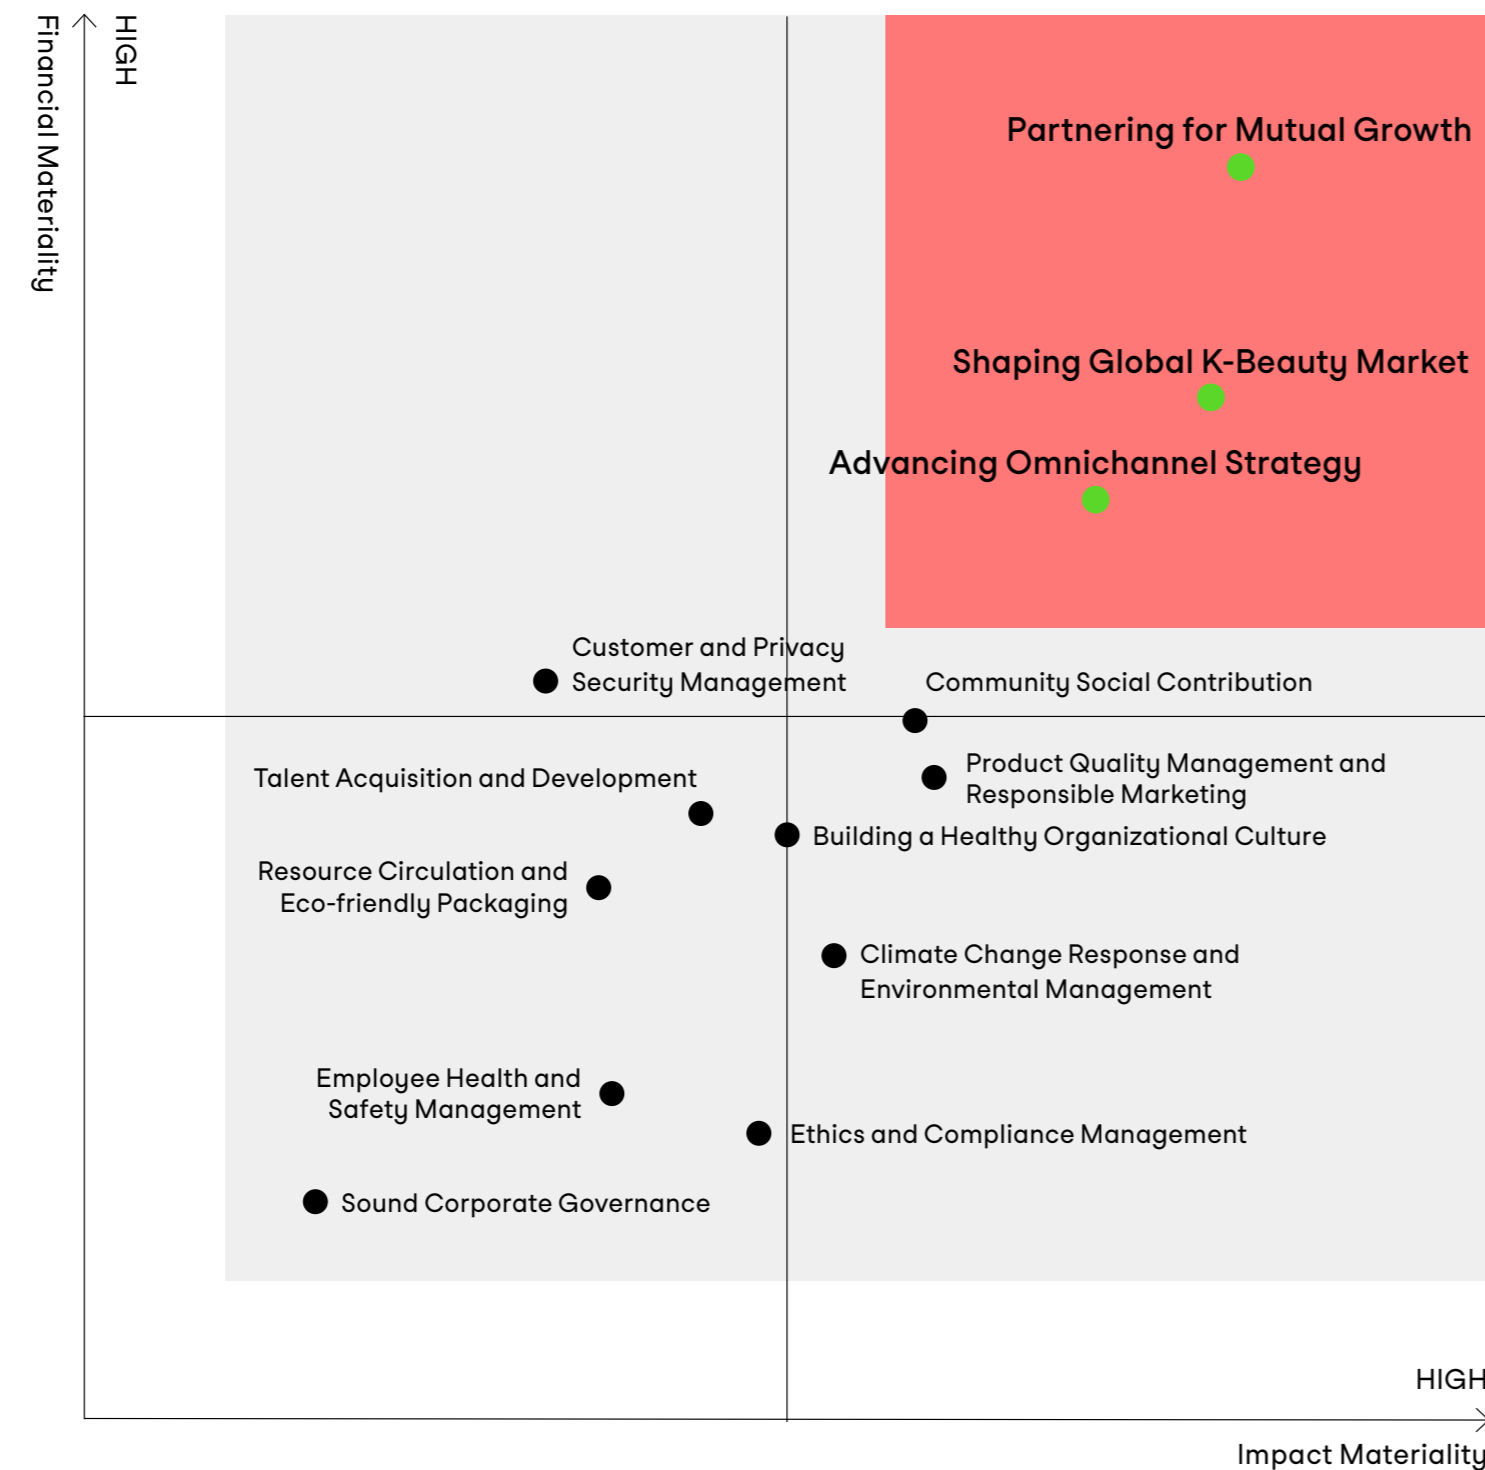 Financial Materiality
HIGH
Partnering for Mutual Growth
Shaping Global K-Beauty Market
Advancing Omnichannel Strategy
Customer and Privacy
Security Management
Community Social Contribution
Product Quality Management and
Responsible Marketing
Talent Acquisition and Development
Building a Healthy Organizational Culture
Resource Circulation and
Eco-friendly Packaging
Climate Change Response and
Environmental Management
Employee Health and
Safety Management
Ethics and Compliance Management
Sound Corporate Governance
HIGH
Impact Materiality